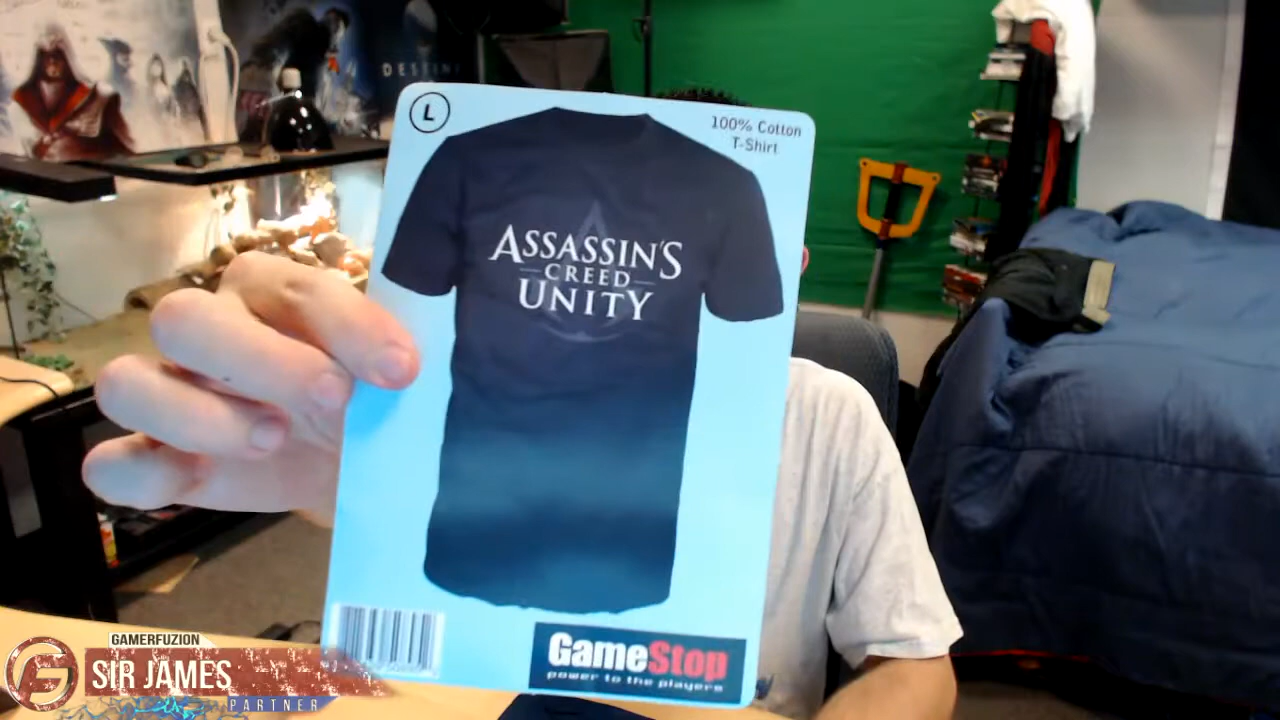 DESTINY
L
100% Cotton
T-Shirt
ASSASSIN'S
CREED
UNITY
GameStop
power to the players
GAMERFUZION
SIR JAMES
PARTNER